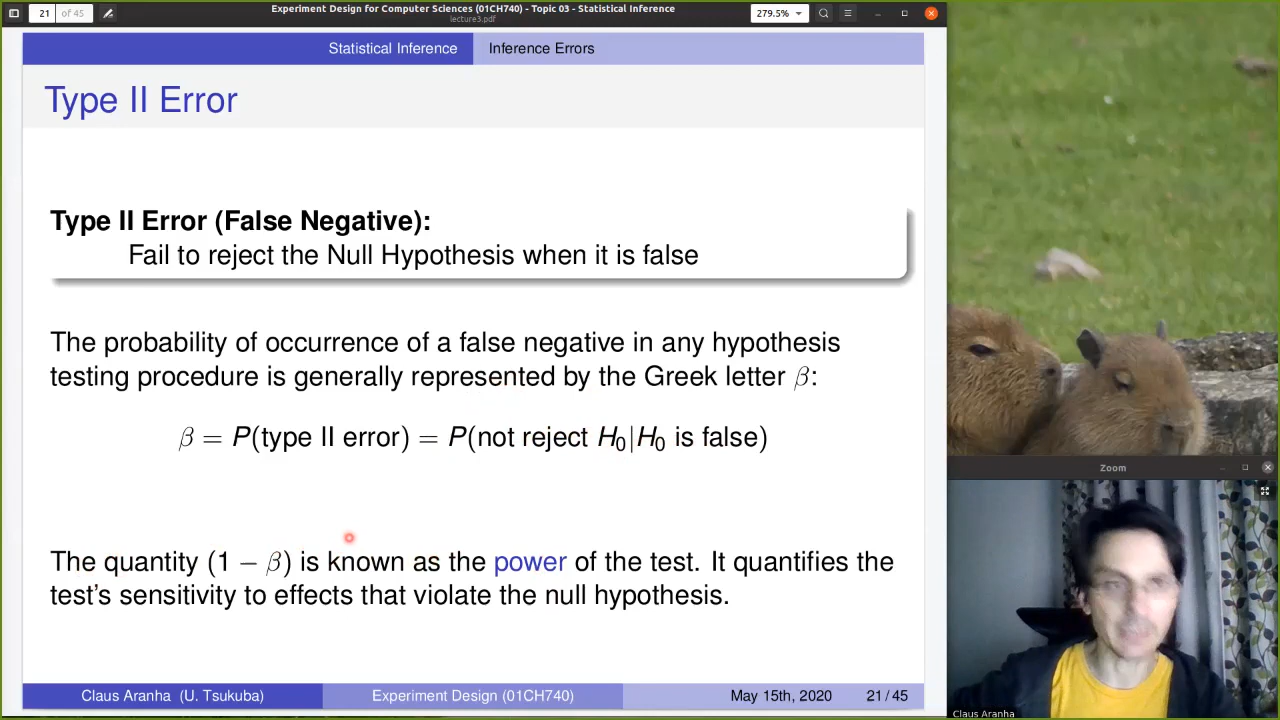 21 of 45
Experiment Design for Computer Sciences (01CH740) - Topic 03 - Statistical Inference
lecture3.pdf
279.5%
Statistical Inference
Inference Errors
Type II Error
Type II Error (False Negative):
Fail to reject the Null Hypothesis when it is false
The probability of occurrence of a false negative in any hypothesis
testing procedure is generally represented by the Greek letter β:
β = P(type II error) = P(not reject H₀|H₀ is false)
The quantity (1 − β) is known as the power of the test. It quantifies the
test's sensitivity to effects that violate the null hypothesis.
Claus Aranha (U. Tsukuba)
Experiment Design (01CH740)
May 15th, 2020
21 / 45
Zoom
Claus Aranha